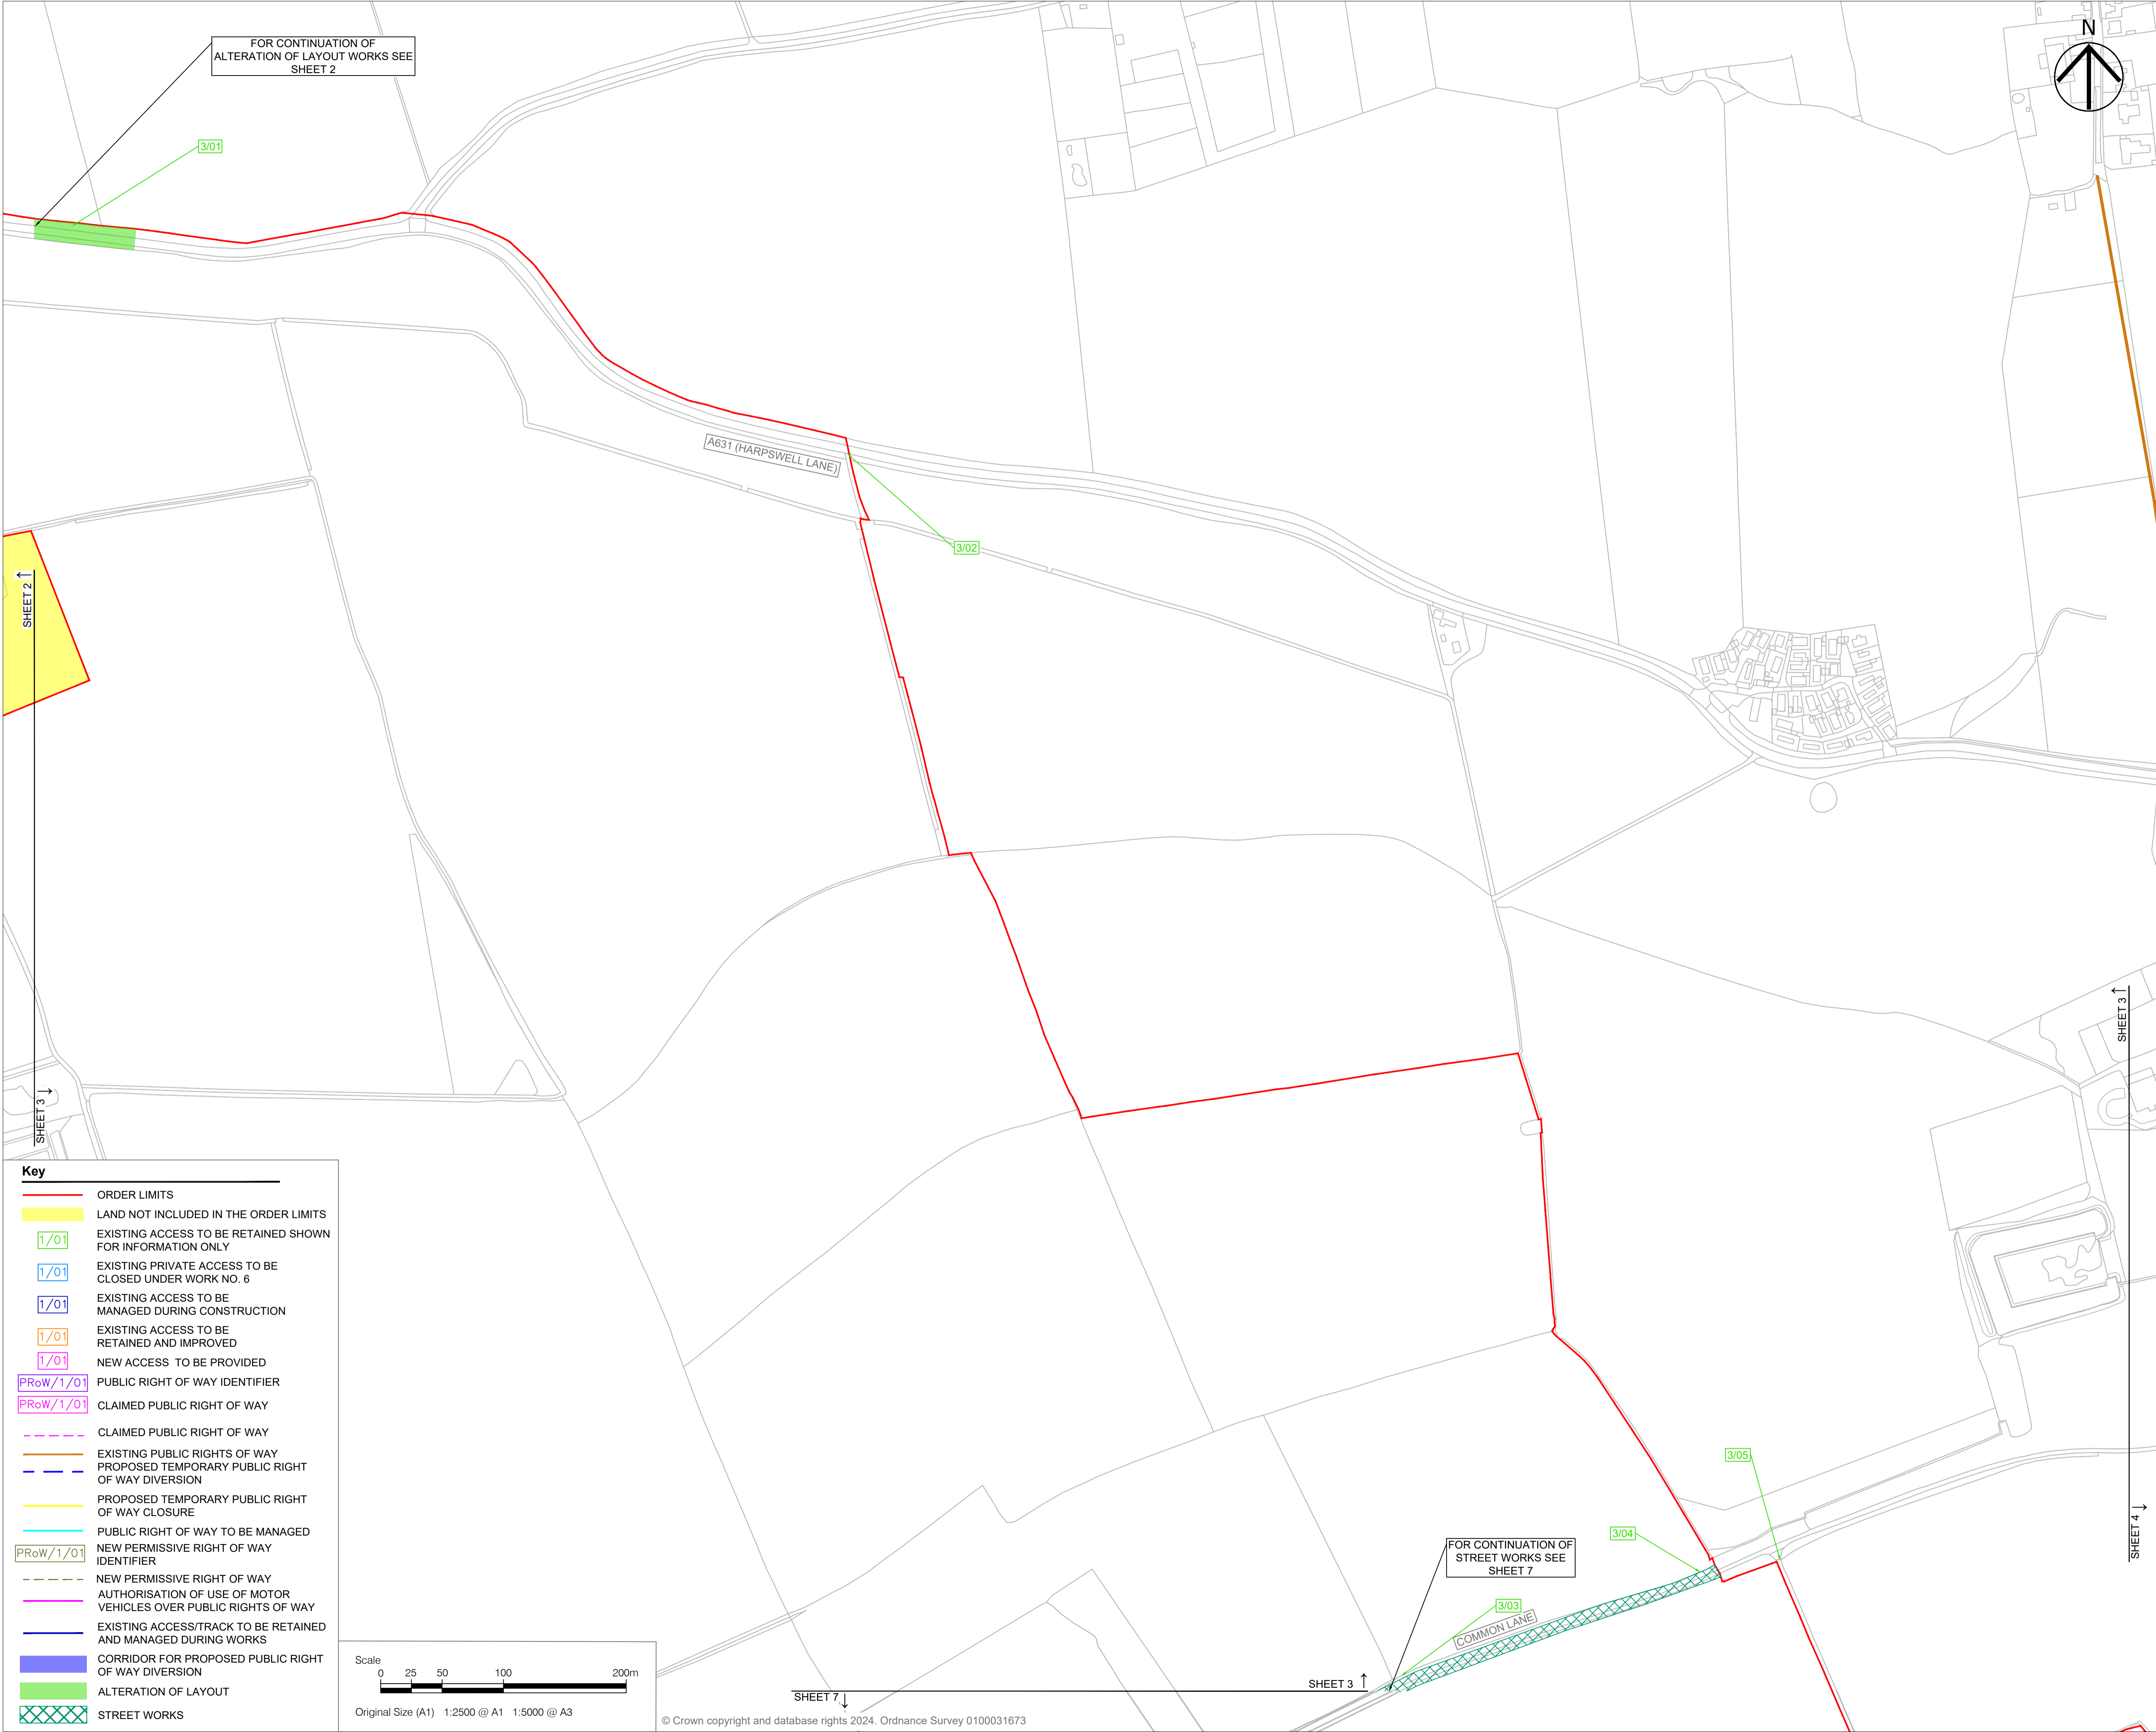 FOR CONTINUATION OF
ALTERATION OF LAYOUT WORKS SEE
SHEET 2
N
3/01
A631 (HARPSWELL LANE)
3/02
SHEET 2
SHEET 3
SHEET 3
SHEET 4
3/05
3/04
FOR CONTINUATION OF
STREET WORKS SEE
SHEET 7
3/03
COMMON LANE
SHEET 3
SHEET 7
Key
ORDER LIMITS
LAND NOT INCLUDED IN THE ORDER LIMITS
1/01
EXISTING ACCESS TO BE RETAINED SHOWN
FOR INFORMATION ONLY
1/01
EXISTING PRIVATE ACCESS TO BE
CLOSED UNDER WORK NO. 6
1/01
EXISTING ACCESS TO BE
MANAGED DURING CONSTRUCTION
1/01
EXISTING ACCESS TO BE
RETAINED AND IMPROVED
1/01
NEW ACCESS TO BE PROVIDED
PRoW/1/01
PUBLIC RIGHT OF WAY IDENTIFIER
PRoW/1/01
CLAIMED PUBLIC RIGHT OF WAY
CLAIMED PUBLIC RIGHT OF WAY
EXISTING PUBLIC RIGHTS OF WAY
PROPOSED TEMPORARY PUBLIC RIGHT
OF WAY DIVERSION
PROPOSED TEMPORARY PUBLIC RIGHT
OF WAY CLOSURE
PUBLIC RIGHT OF WAY TO BE MANAGED
PRoW/1/01
NEW PERMISSIVE RIGHT OF WAY
IDENTIFIER
NEW PERMISSIVE RIGHT OF WAY
AUTHORISATION OF USE OF MOTOR
VEHICLES OVER PUBLIC RIGHTS OF WAY
EXISTING ACCESS/TRACK TO BE RETAINED
AND MANAGED DURING WORKS
CORRIDOR FOR PROPOSED PUBLIC RIGHT
OF WAY DIVERSION
ALTERATION OF LAYOUT
STREET WORKS
Scale
0 25 50 100 200m
Original Size (A1) 1:2500 @ A1 1:5000 @ A3
© Crown copyright and database rights 2024. Ordnance Survey 0100031673